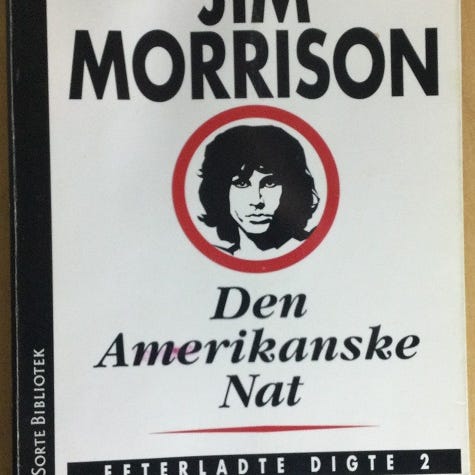 JIM
MORRISON
Den
Amerikanske
Nat
EFTERLADTE DIGTE 2
SORTE BIBLIOTEK